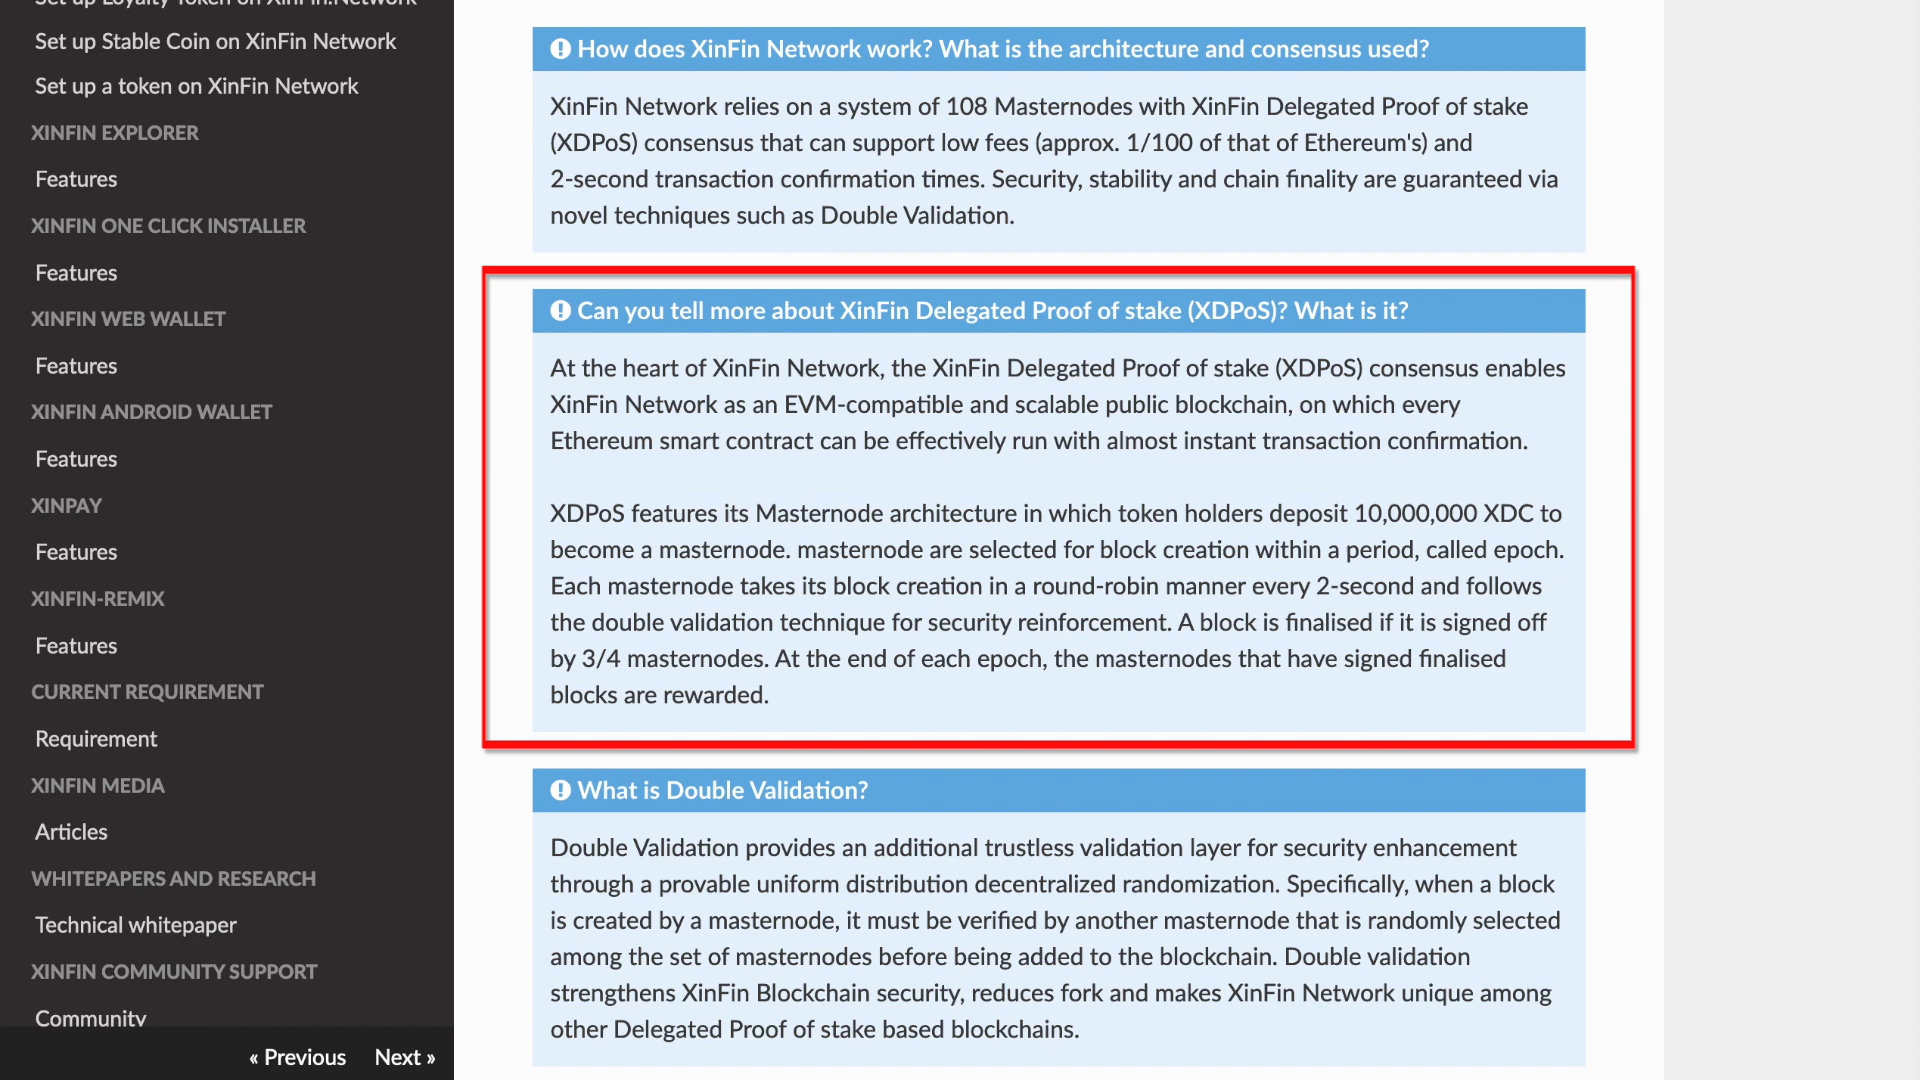 Set up Loyalty Token on XinFin.Network
Set up Stable Coin on XinFin Network
Set up a token on XinFin Network
XINFIN EXPLORER
Features
XINFIN ONE CLICK INSTALLER
Features
XINFIN WEB WALLET
Features
XINFIN ANDROID WALLET
Features
XINPAY
Features
XINFIN-REMIX
Features
CURRENT REQUIREMENT
Requirement
XINFIN MEDIA
Articles
WHITEPAPERS AND RESEARCH
Technical whitepaper
XINFIN COMMUNITY SUPPORT
Community
« Previous Next »
How does XinFin Network work? What is the architecture and consensus used?
XinFin Network relies on a system of 108 Masternodes with XinFin Delegated Proof of stake
(XDPoS) consensus that can support low fees (approx. 1/100 of that of Ethereum's) and
2-second transaction confirmation times. Security, stability and chain finality are guaranteed via
novel techniques such as Double Validation.
Can you tell more about XinFin Delegated Proof of stake (XDPoS)? What is it?
At the heart of XinFin Network, the XinFin Delegated Proof of stake (XDPoS) consensus enables
XinFin Network as an EVM-compatible and scalable public blockchain, on which every
Ethereum smart contract can be effectively run with almost instant transaction confirmation.
XDPoS features its Masternode architecture in which token holders deposit 10,000,000 XDC to
become a masternode. masternode are selected for block creation within a period, called epoch.
Each masternode takes its block creation in a round-robin manner every 2-second and follows
the double validation technique for security reinforcement. A block is finalised if it is signed off
by 3/4 masternodes. At the end of each epoch, the masternodes that have signed finalised
blocks are rewarded.
What is Double Validation?
Double Validation provides an additional trustless validation layer for security enhancement
through a provable uniform distribution decentralized randomization. Specifically, when a block
is created by a masternode, it must be verified by another masternode that is randomly selected
among the set of masternodes before being added to the blockchain. Double validation
strengthens XinFin Blockchain security, reduces fork and makes XinFin Network unique among
other Delegated Proof of stake based blockchains.